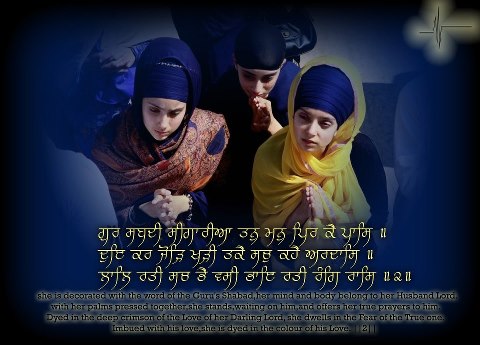 ਗੁਰ ਸਬਦੀ ਸੀਗਾਰੀਆ ਤਨੁ ਮਨੁ ਪਿਰ ਕੈ ਪਾਸਿ ॥
ਦੁਇ ਕਰ ਜੋੜਿ ਖੜੀ ਤਕੈ ਸਚੁ ਕਹੈ ਅਰਦਾਸਿ ॥
ਲਾਲਿ ਰਤੀ ਸਚ ਭੈ ਵਸੀ ਭਾਇ ਰਤੀ ਰੰਗਿ ਰਾਸਿ ॥੨॥
she is decorated with the word of the Guru's Shabad,her mind and body belong to her Husband Lord,
with her palms pressed together,she stands,waiting on him,and offers her true prayers to him.
Dyed in the deep crimson of the Love of her Darling Lord, she dwells in the Fear of the True one.
Imbued with his love,she is dyed in the colour of his Love. ||2||